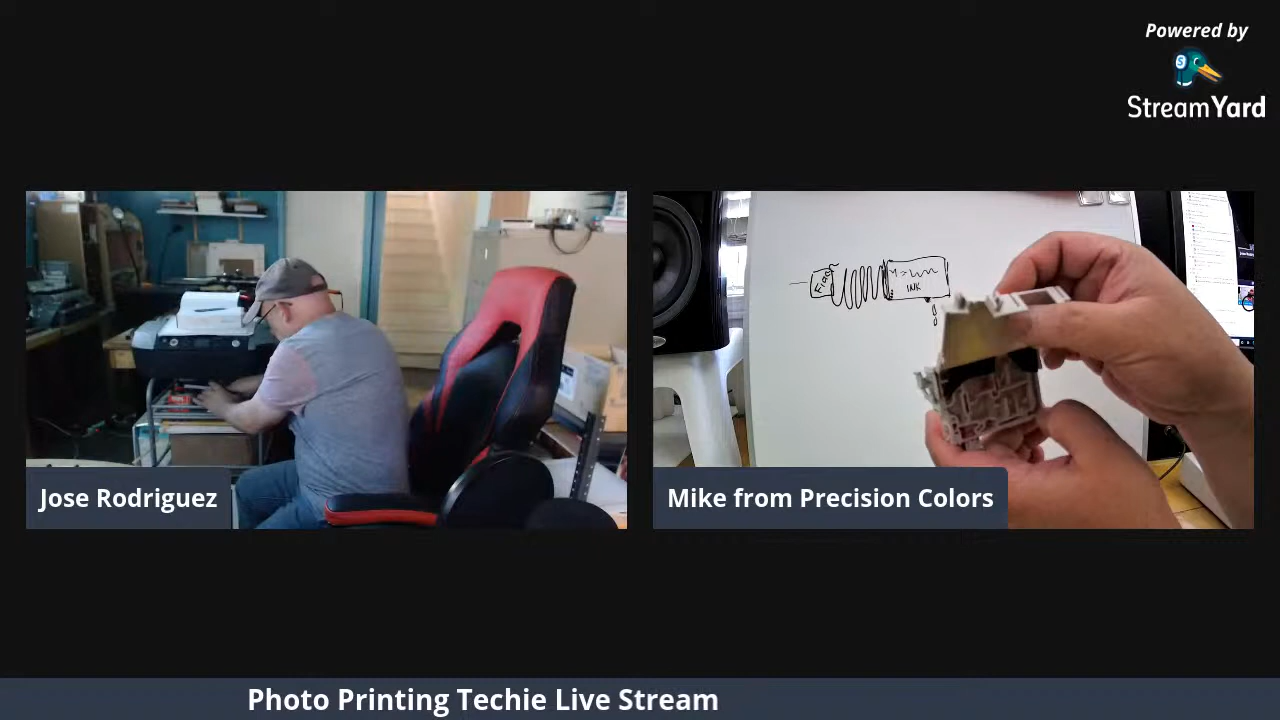 Powered by
StreamYard
INK
Jose Rodriguez
Mike from Precision Colors
Photo Printing Techie Live Stream